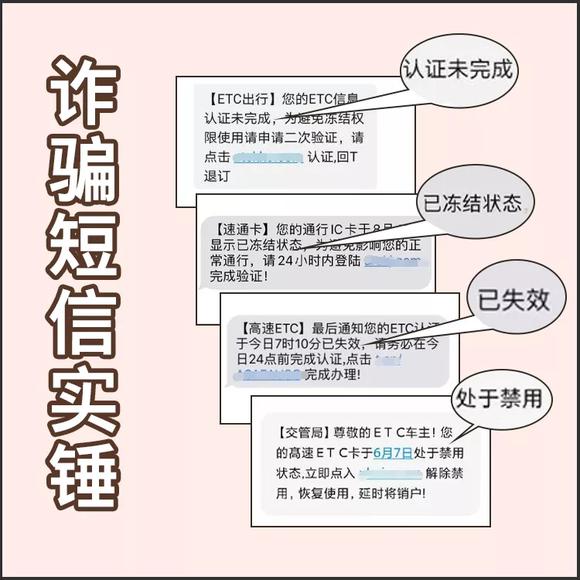 诈骗短信实锤
认证未完成
【ETC出行】您的ETC信息
认证未完成，为避免冻结权
限使用请申请二次验证，请
点击 认证,回T
退订
已冻结状态
【速通卡】您的通行IC卡于8月
显示已冻结状态，为避免影响您的正
常通行，请24小时内登陆
完成验证！
已失效
【高速ETC】最后通知您的ETC认证
于今日7时10分已失效，请务必在今
日24点前完成认证,点击
完成办理!
处于禁用
【交管局】尊敬的ETC车主!您
的高速ETC卡于6月7日处于禁用
状态,立即点入 解除禁
用，恢复使用，延时将销户!